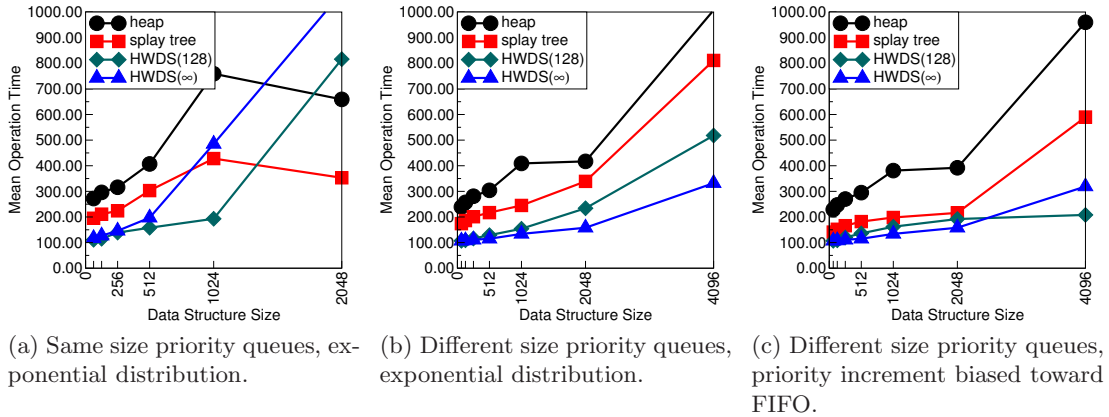 1000.00
900.00
800.00
700.00
600.00
500.00
400.00
300.00
200.00
100.00
0.00
Mean Operation Time
heap
splay tree
HWDS(128)
HWDS(∞)
0
256
512
1024
2048
Data Structure Size
(a) Same size priority queues, ex-
ponential distribution.
1000.00
900.00
800.00
700.00
600.00
500.00
400.00
300.00
200.00
100.00
0.00
Mean Operation Time
heap
splay tree
HWDS(128)
HWDS(∞)
0
512
1024
2048
4096
Data Structure Size
(b) Different size priority queues,
exponential distribution.
1000.00
900.00
800.00
700.00
600.00
500.00
400.00
300.00
200.00
100.00
0.00
Mean Operation Time
heap
splay tree
HWDS(128)
HWDS(∞)
0
512
1024
2048
4096
Data Structure Size
(c) Different size priority queues,
priority increment biased toward
FIFO.